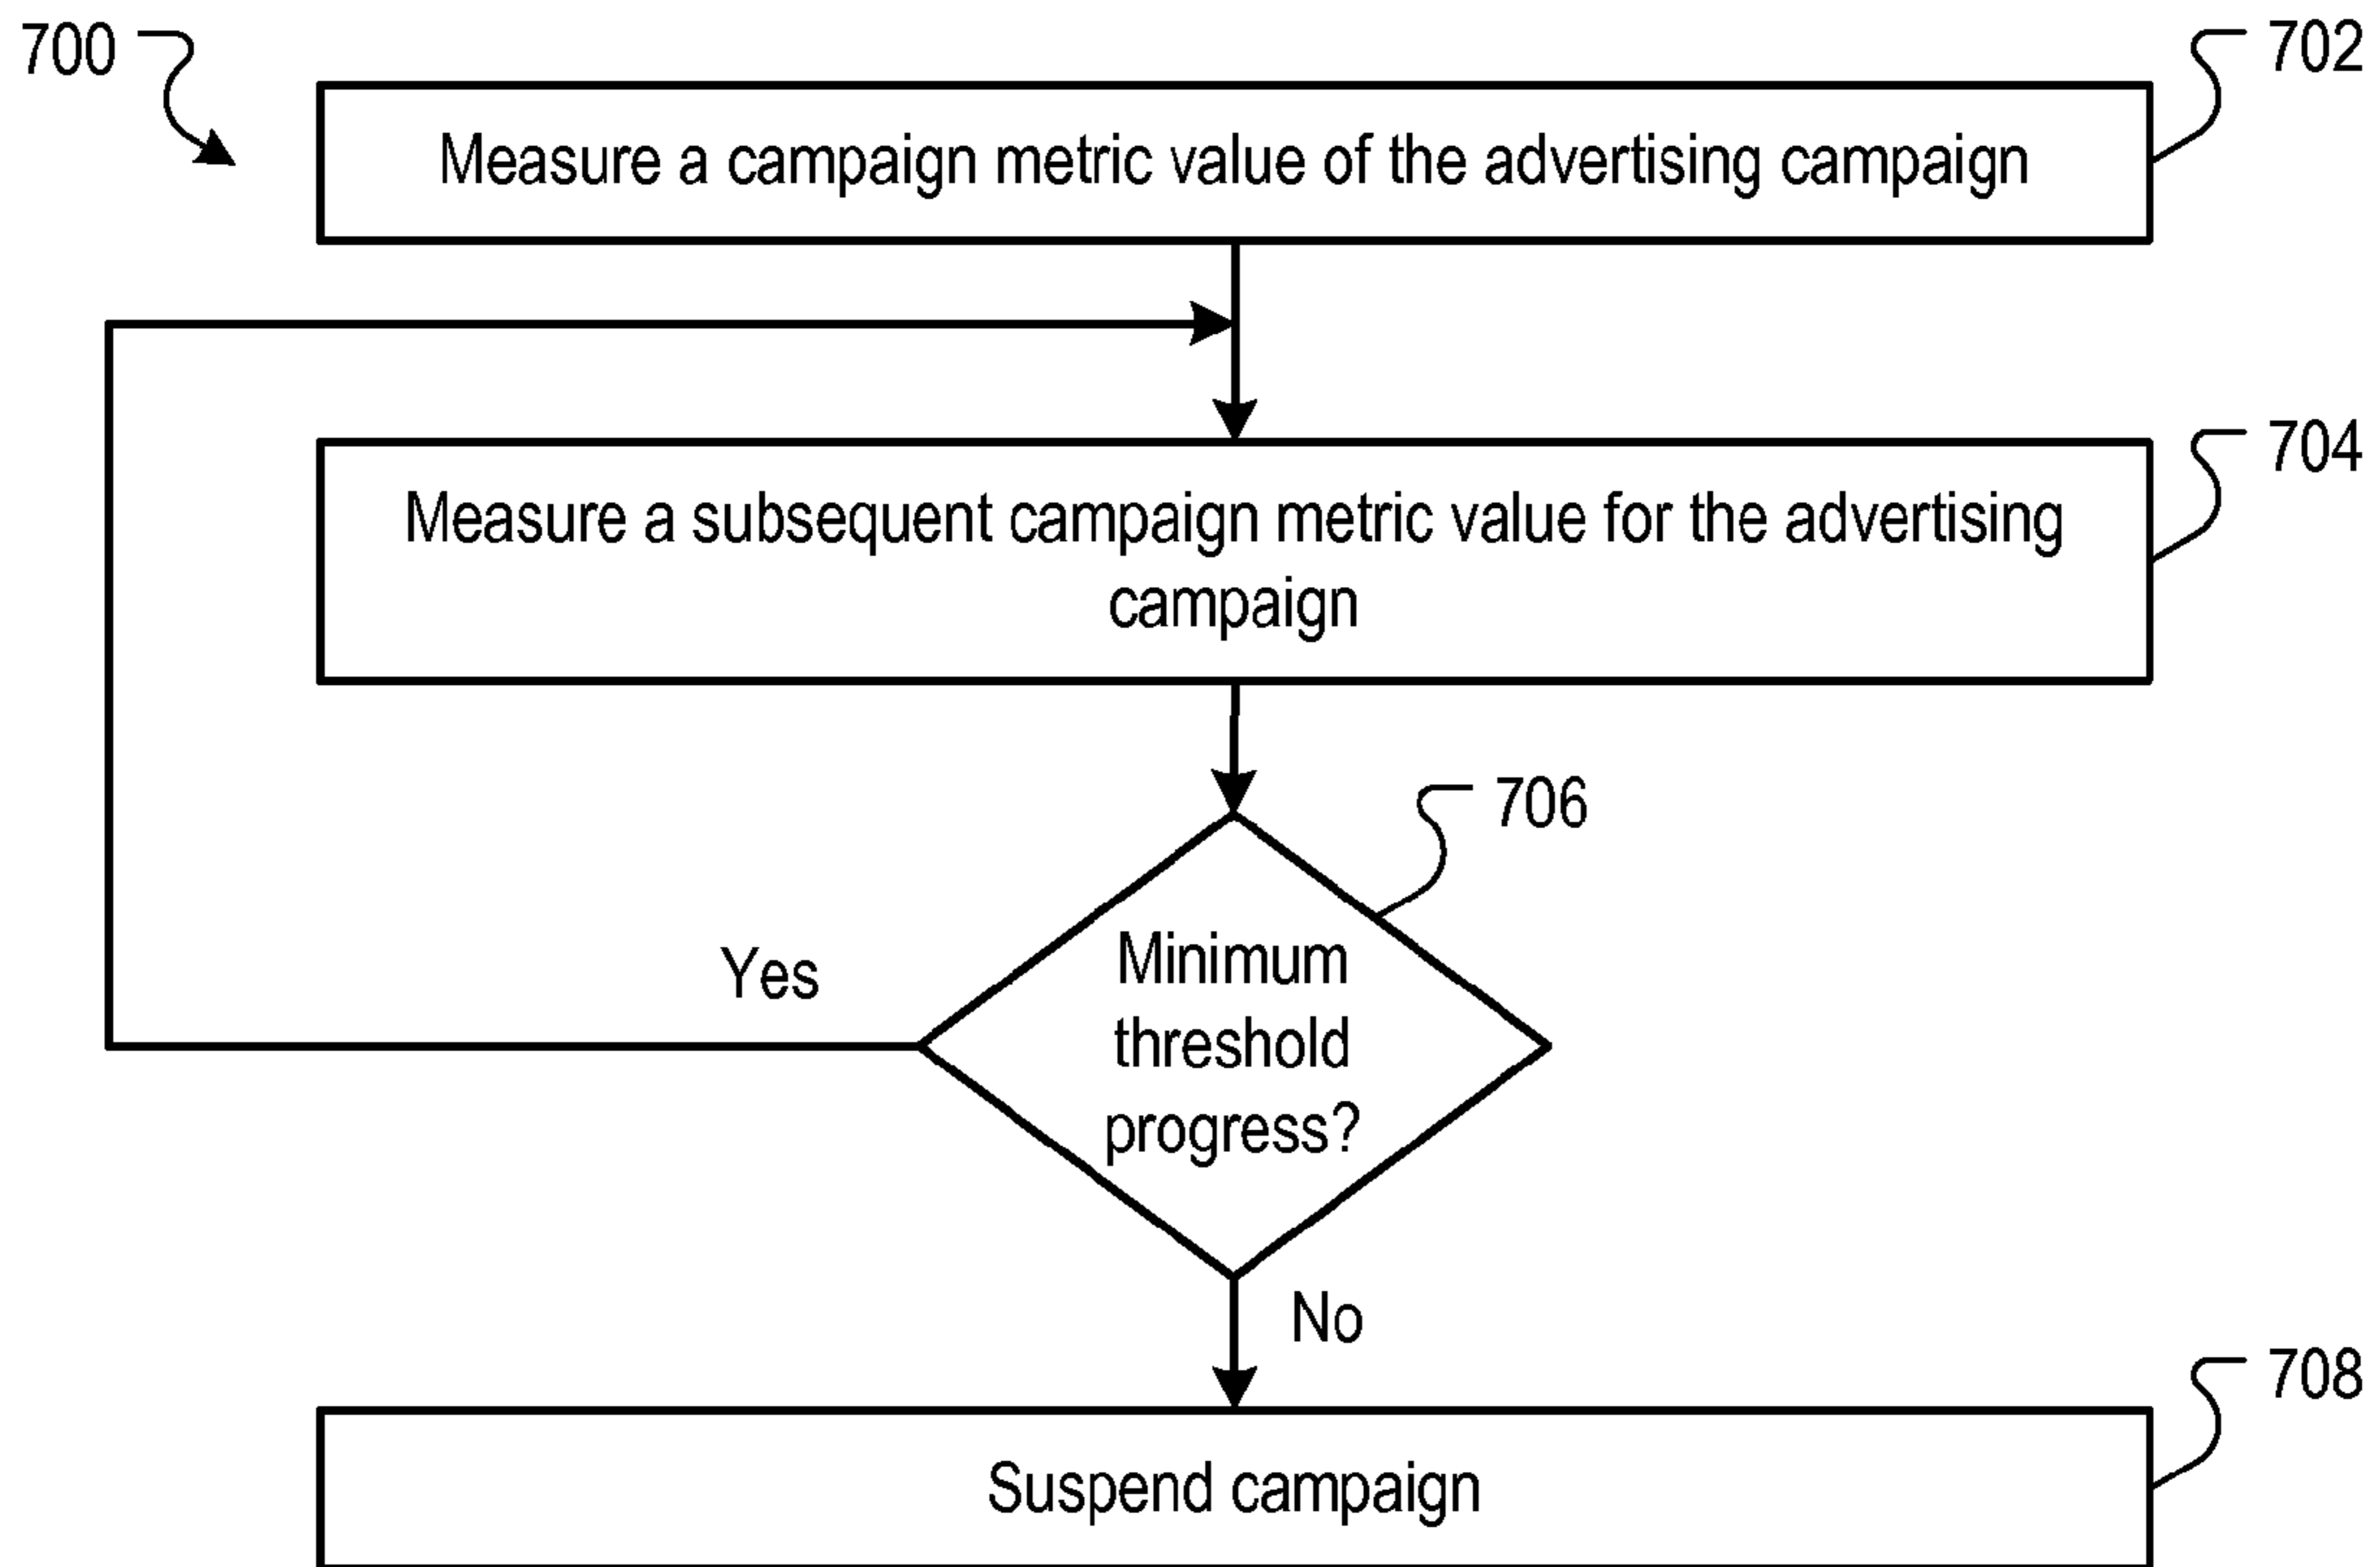 700
702
Measure a campaign metric value of the advertising campaign
704
Measure a subsequent campaign metric value for the advertising
campaign
706
Minimum
threshold
progress?
Yes
No
708
Suspend campaign